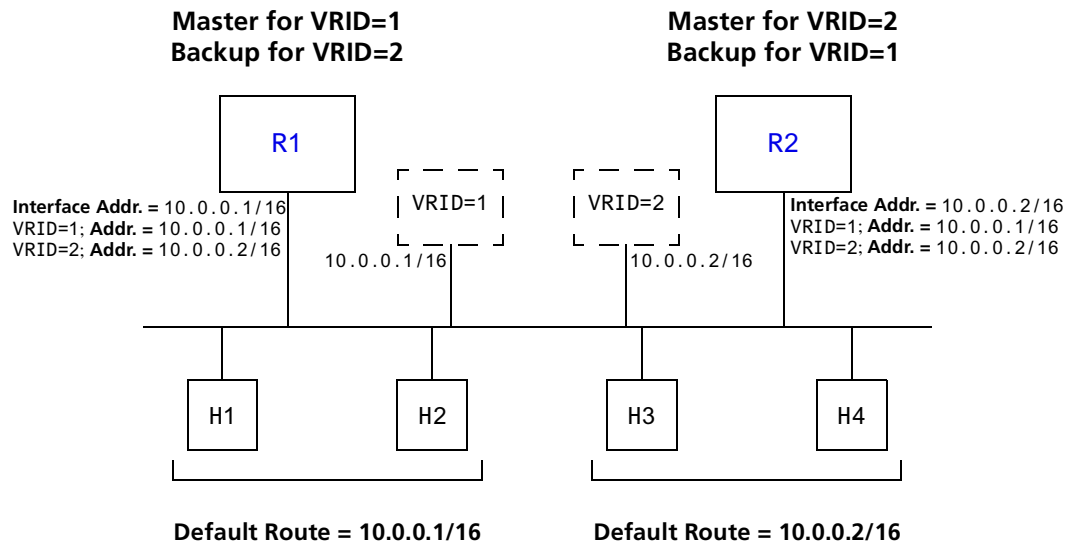 Master for VRID=1
Backup for VRID=2
Master for VRID=2
Backup for VRID=1
R1
R2
VRID=1
VRID=2
Interface Addr. = 10.0.0.1/16
VRID=1; Addr. = 10.0.0.1/16
VRID=2; Addr. = 10.0.0.2/16
Interface Addr. = 10.0.0.2/16
VRID=1; Addr. = 10.0.0.1/16
VRID=2; Addr. = 10.0.0.2/16
10.0.0.1/16
10.0.0.2/16
H1
H2
H3
H4
Default Route = 10.0.0.1/16
Default Route = 10.0.0.2/16